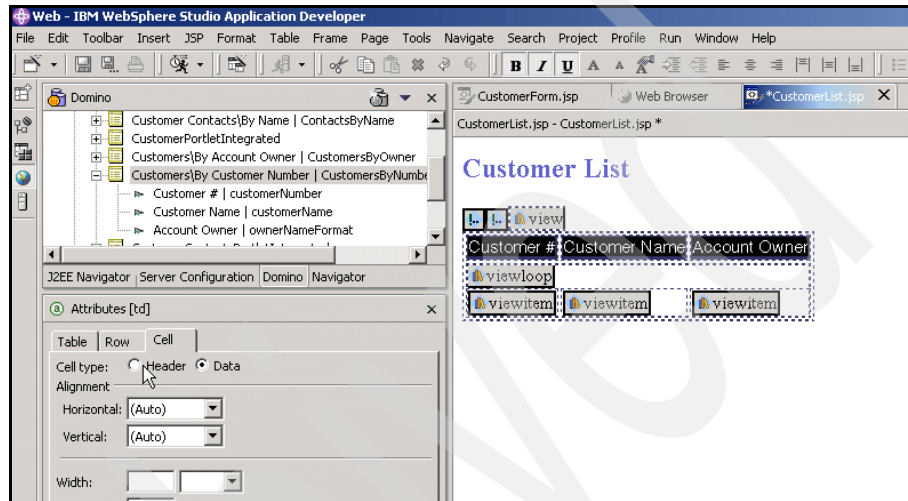 Web - IBM WebSphere Studio Application Developer
File Edit Toolbar Insert JSP Format Table Frame Page Tools Navigate Search Project Profile Run Window Help
B I U A A
Domino
Customer Contacts\By Name | ContactsByName
CustomerPortletIntegrated
Customers\By Account Owner | CustomersByOwner
Customers\By Customer Number | CustomersByNumbe
Customer # | customerNumber
Customer Name | customerName
Account Owner | ownerNameFormat
J2EE Navigator Server Configuration Domino Navigator
Attributes [td]
Table Row Cell
Cell type: Header Data
Alignment
Horizontal: (Auto)
Vertical: (Auto)
Width:
CustomerForm.jsp Web Browser *CustomerList.jsp
CustomerList.jsp - CustomerList.jsp *
Customer List
view
Customer # Customer Name Account Owner
viewloop
viewitem viewitem viewitem